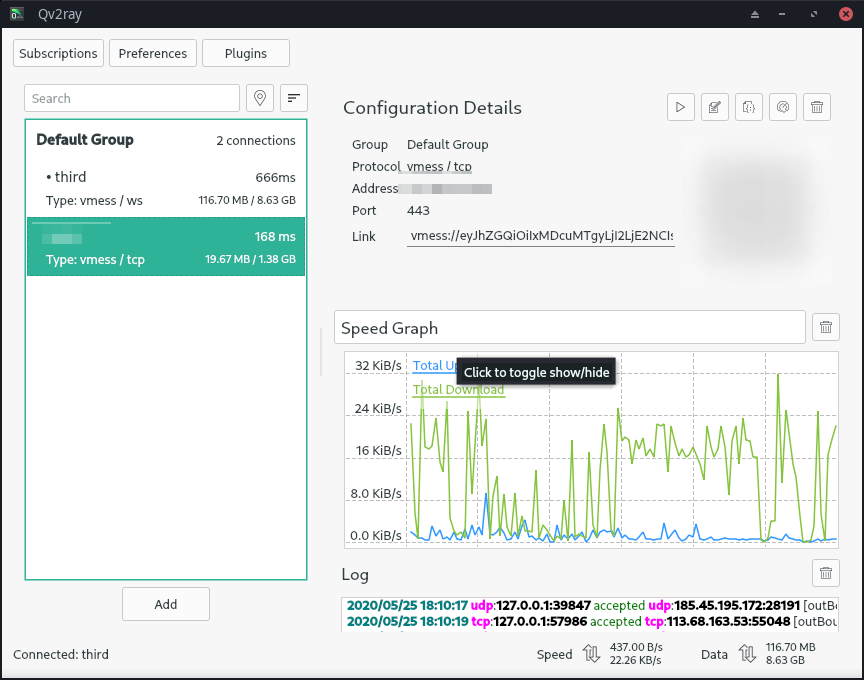 Qv2ray
Subscriptions
Preferences
Plugins
Search
Default Group
2 connections
• third
666ms
Type: vmess / ws
116.70 MB / 8.63 GB
168 ms
Type: vmess / tcp
19.67 MB / 1.38 GB
Add
Configuration Details
Group Default Group
Protocol vmess / tcp
Address
Port 443
Link vmess://eyJhZGQiOiIxMDcuMTgyLjI2LjE2NCIs
Speed Graph
Total Up
Click to toggle show/hide
Total Download
32 KiB/s
24 KiB/s
16 KiB/s
8.0 KiB/s
0.0 KiB/s
Log
2020/05/25 18:10:17 udp:127.0.0.1:39847 accepted udp:185.45.195.172:28191 [outBo
2020/05/25 18:10:19 tcp:127.0.0.1:57986 accepted tcp:113.68.163.53:55048 [outBou
Connected: third
Speed
437.00 B/s
22.26 KB/s
Data
116.70 MB
8.63 GB